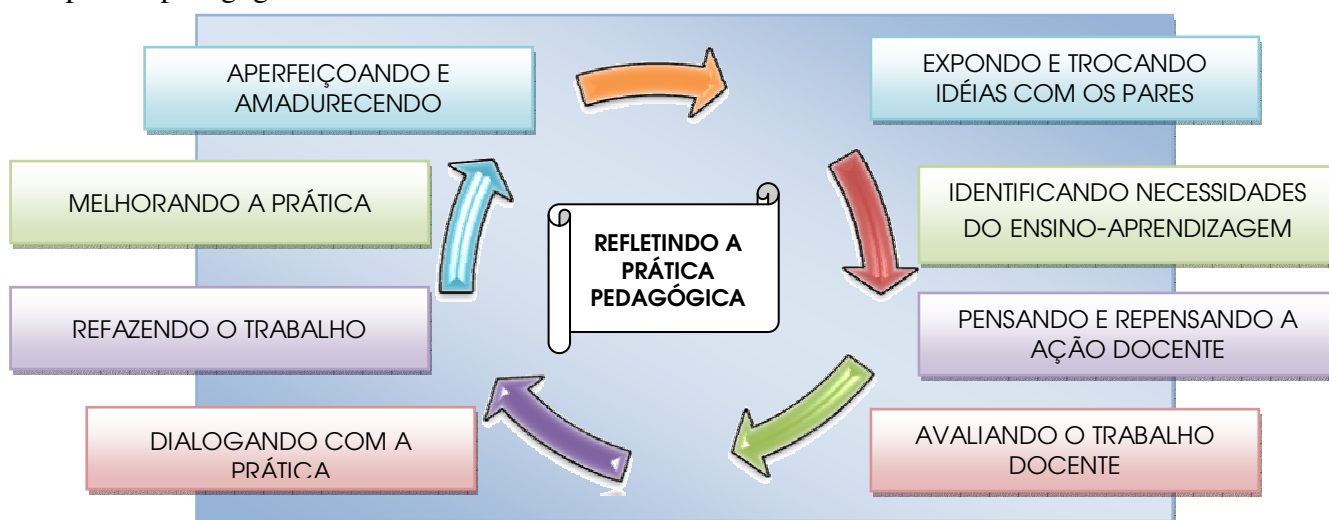 APERFEIÇOANDO E
AMADURECENDO
EXPONDO E TROCANDO
IDÉIAS COM OS PARES
MELHORANDO A PRÁTICA
IDENTIFICANDO NECESSIDADES
DO ENSINO-APRENDIZAGEM
REFLETINDO A
PRÁTICA
PEDAGÓGICA
REFAZENDO O TRABALHO
PENSANDO E REPENSANDO A
AÇÃO DOCENTE
DIALOGANDO COM A
PRÁTICA
AVALIANDO O TRABALHO
DOCENTE